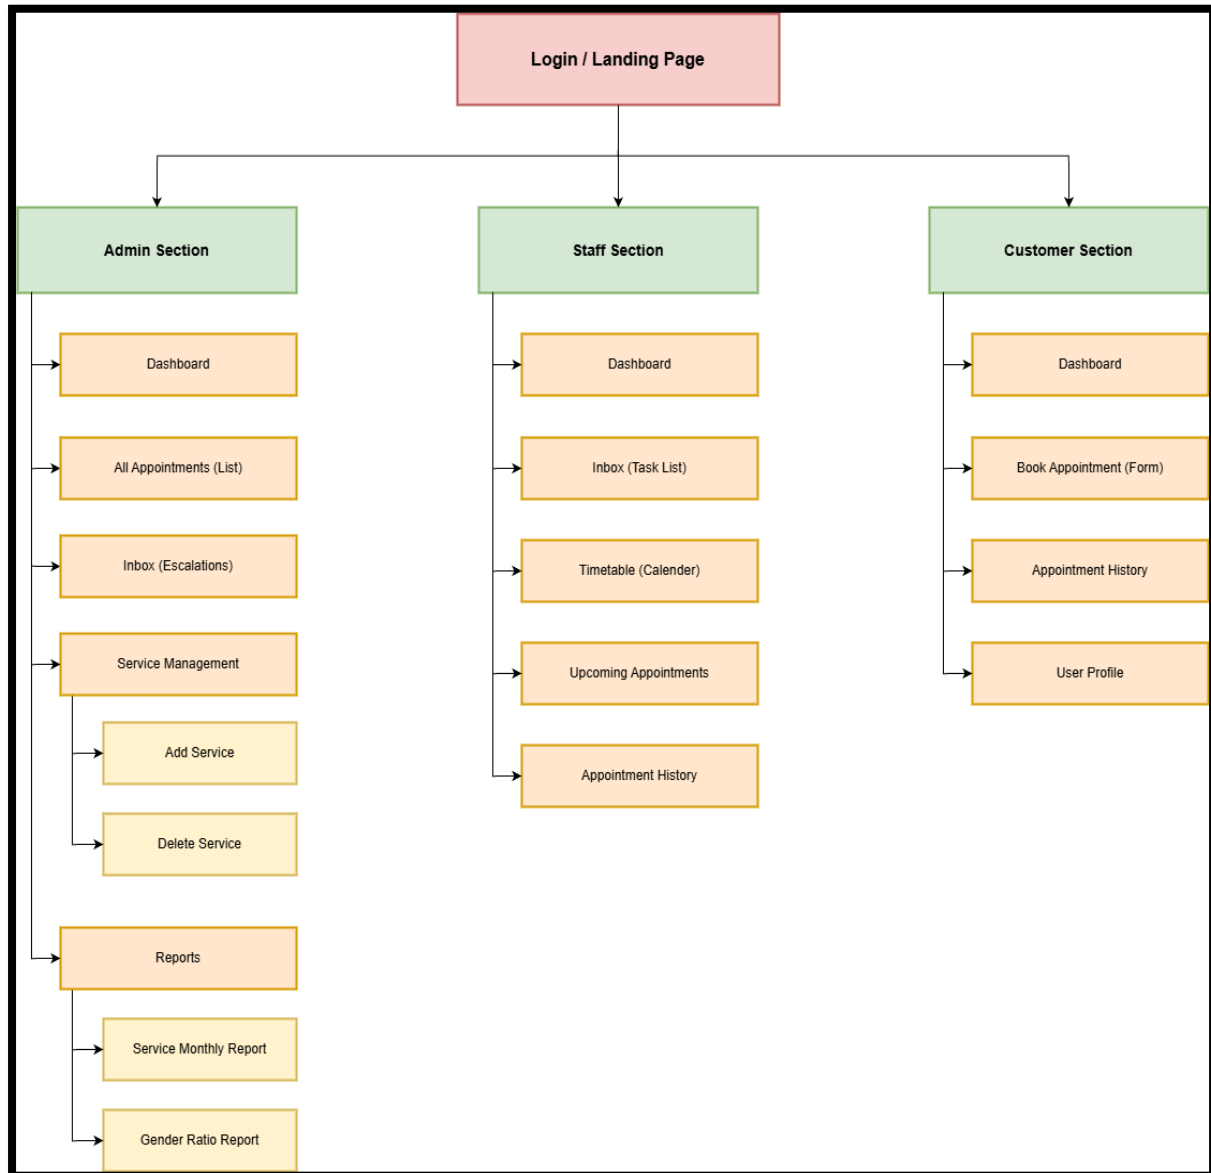 Login / Landing Page
Admin Section
Dashboard
All Appointments (List)
Inbox (Escalations)
Service Management
Add Service
Delete Service
Reports
Service Monthly Report
Gender Ratio Report
Staff Section
Dashboard
Inbox (Task List)
Timetable (Calender)
Upcoming Appointments
Appointment History
Customer Section
Dashboard
Book Appointment (Form)
Appointment History
User Profile